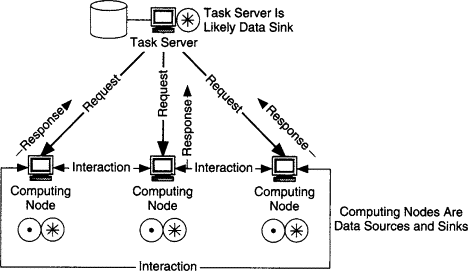 Task Server Is
Likely Data Sink
Task Server
Response
Request
Request
Response
Request
Response
Interaction
Interaction
Computing
Node
Computing
Node
Computing
Node
Computing Nodes Are
Data Sources and Sinks
Interaction